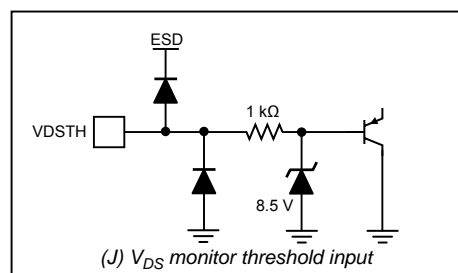 ESD
1 kΩ
VDSTH
8.5 V
(J) VDS monitor threshold input